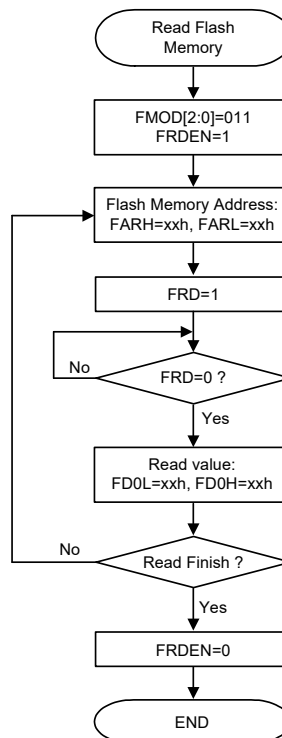 Read Flash
Memory
FMOD[2:0]=011
FRDEN=1
Flash Memory Address:
FARH=xxh, FARL=xxh
FRD=1
No
FRD=0 ?
Yes
Read value:
FD0L=xxh, FD0H=xxh
No
Read Finish ?
Yes
FRDEN=0
END